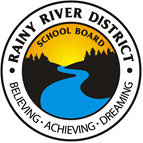 RAINY RIVER DISTRICT
SCHOOL BOARD
BELIEVING • ACHIEVING • DREAMING